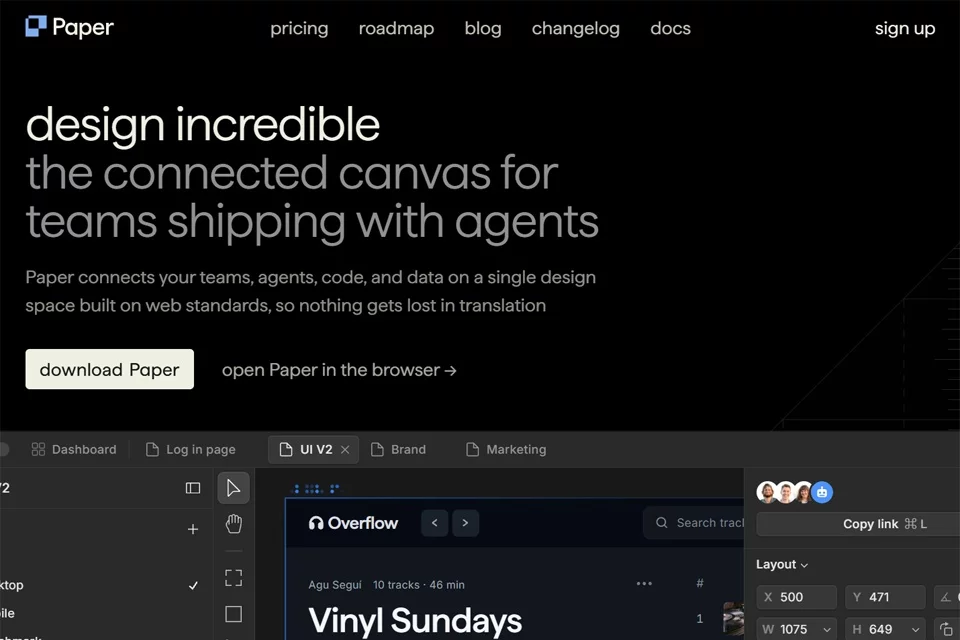 Paper
pricing
roadmap
blog
changelog
docs
sign up
design incredible
the connected canvas for
teams shipping with agents
Paper connects your teams, agents, code, and data on a single design
space built on web standards, so nothing gets lost in translation
download Paper
open Paper in the browser →
Dashboard
Log in page
UI V2
Brand
Marketing
Copy link ⌘ L
Overflow
Agu Seguí 10 tracks · 46 min
#
Vinyl Sundays
1
Layout
X 500
Y 471
W 1075
H 649